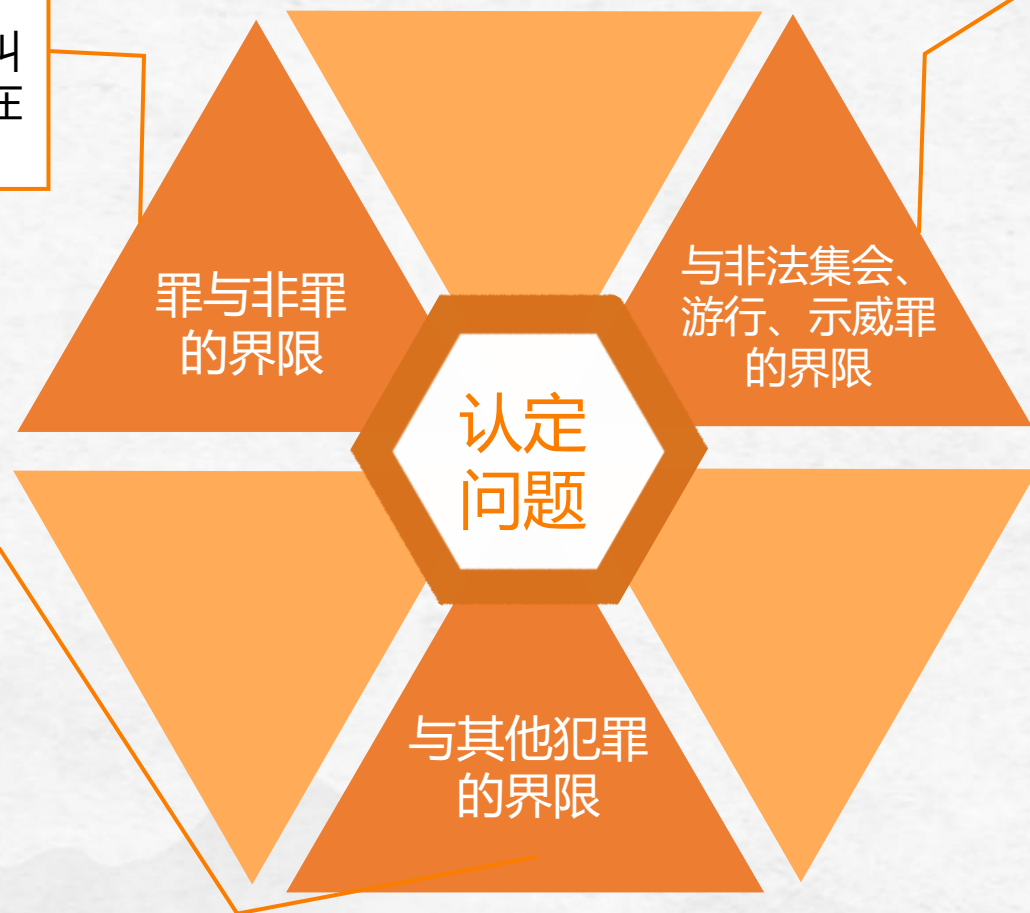 叫
罪与非罪
的界限
与非法集会、
游行、示威罪
的界限
认定
问题
与其他犯罪
的界限